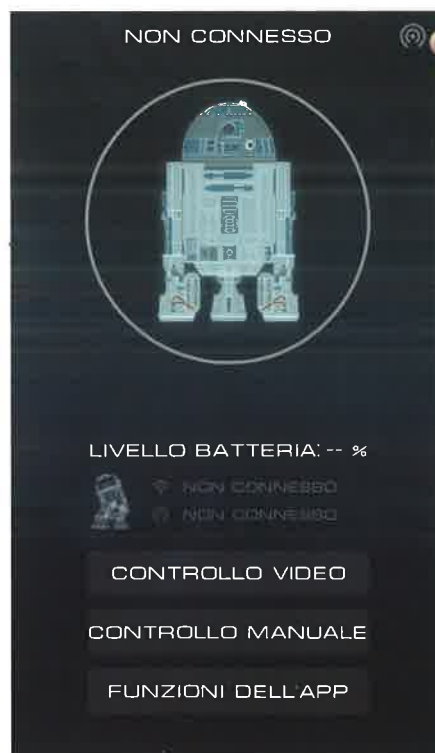 NON CONNESSO
LIVELLO BATTERIA: -- %
NON CONNESSO
NON CONNESSO
CONTROLLO VIDEO
CONTROLLO MANUALE
FUNZIONI DELL'APP